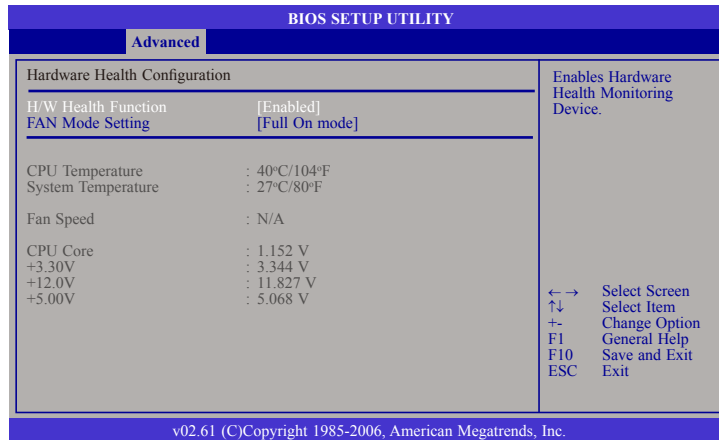 BIOS SETUP UTILITY
Advanced
Hardware Health Configuration
H/W Health Function [Enabled]
FAN Mode Setting [Full On mode]
CPU Temperature : 40ºC/104ºF
System Temperature : 27ºC/80ºF
Fan Speed : N/A
CPU Core : 1.152 V
+3.30V : 3.344 V
+12.0V : 11.827 V
+5.00V : 5.068 V
Enables Hardware
Health Monitoring
Device.
←→ Select Screen
↑↓ Select Item
+- Change Option
F1 General Help
F10 Save and Exit
ESC Exit
v02.61 (C)Copyright 1985-2006, American Megatrends, Inc.